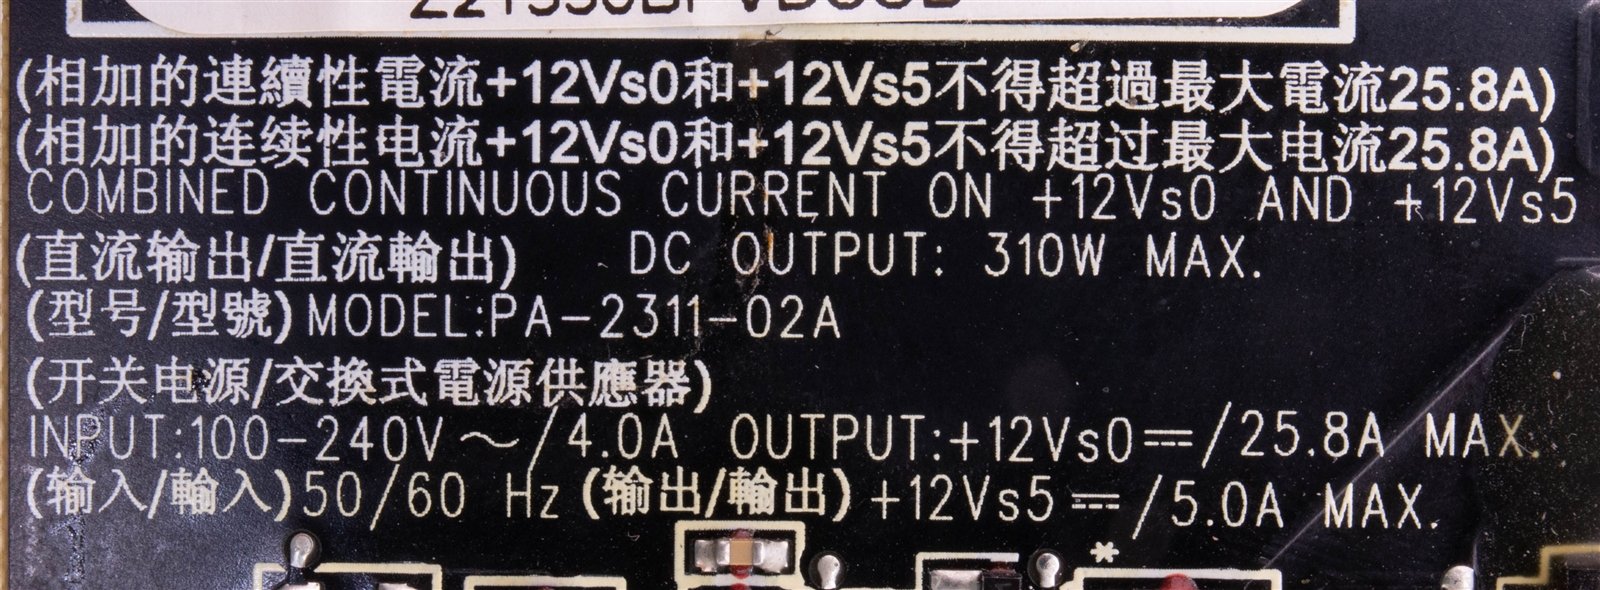 (相加的連續性電流+12Vs0和+12Vs5不得超過最大電流25.8A)
(相加的连续性电流+12Vs0和+12Vs5不得超过最大电流25.8A)
COMBINED CONTINUOUS CURRENT ON +12Vs0 AND +12Vs5
(直流输出/直流輸出) DC OUTPUT: 310W MAX.
(型号/型號)MODEL:PA-2311-02A
(开关电源/交換式電源供應器)
INPUT:100-240V～/4.0A OUTPUT:+12Vs0⎓/25.8A MAX.
(输入/輸入)50/60 Hz (输出/輸出)+12Vs5⎓/5.0A MAX.
*